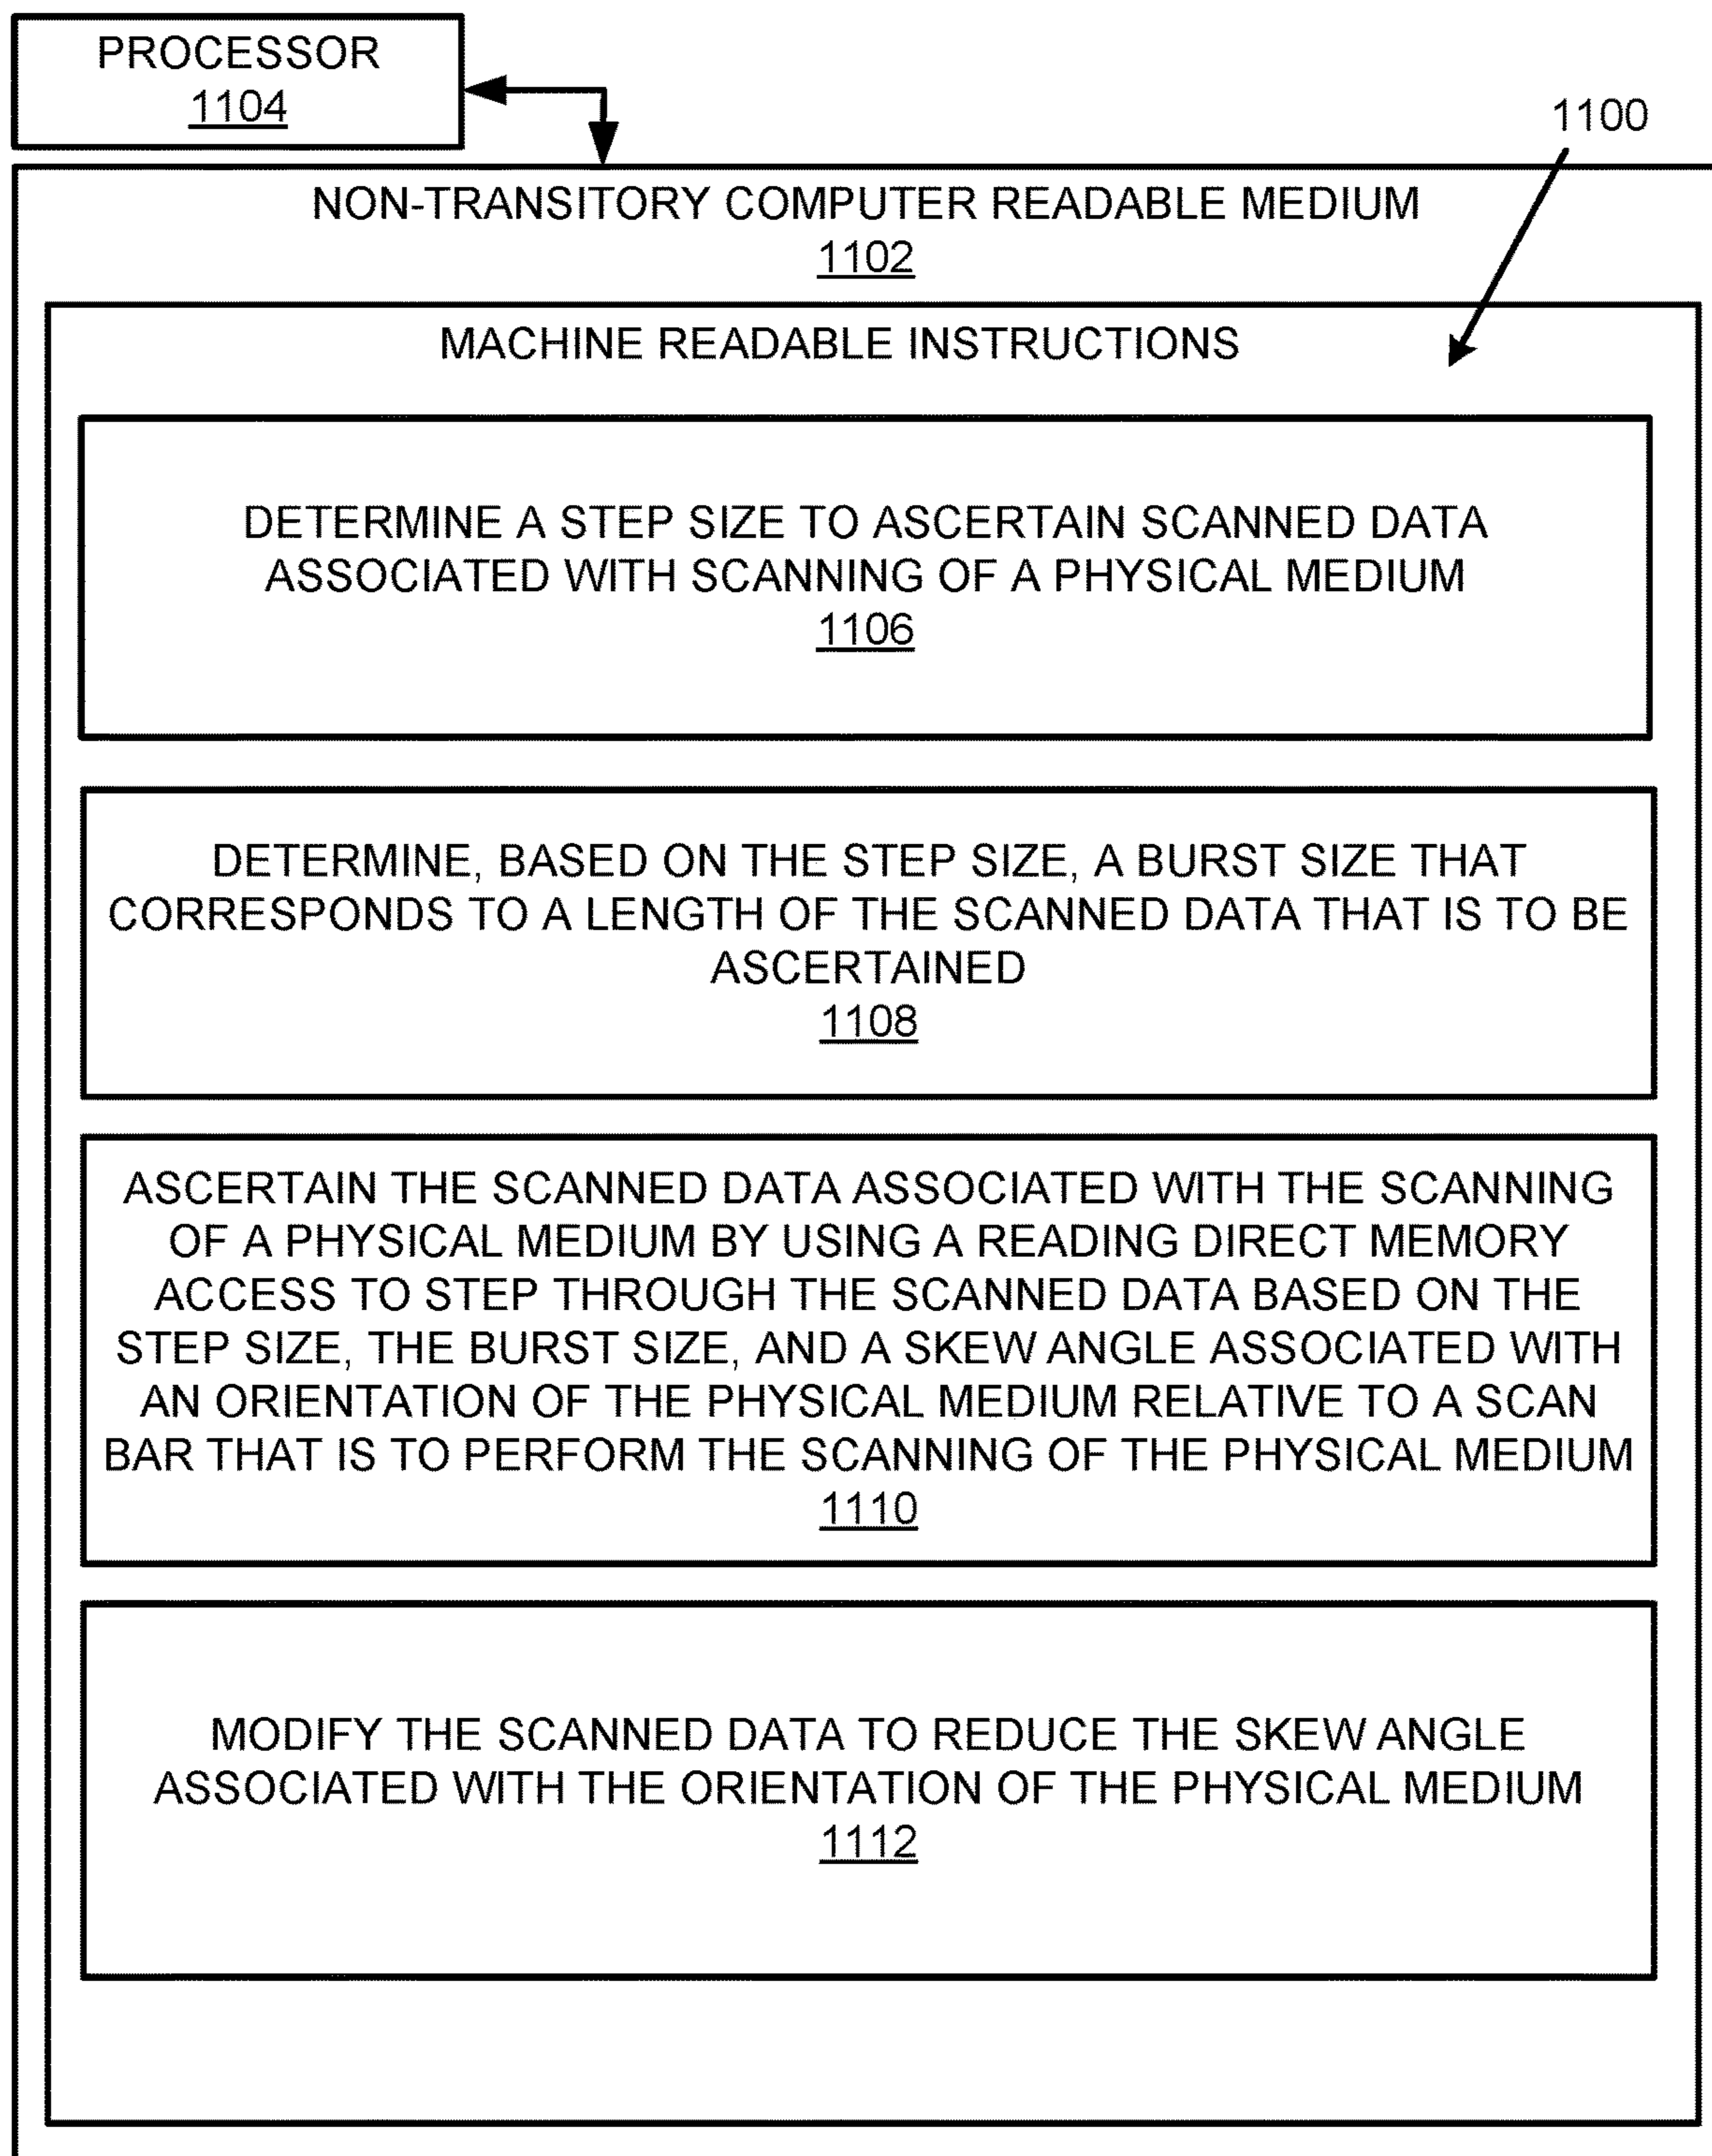 PROCESSOR
1104
1100
NON-TRANSITORY COMPUTER READABLE MEDIUM
1102
MACHINE READABLE INSTRUCTIONS
DETERMINE A STEP SIZE TO ASCERTAIN SCANNED DATA
ASSOCIATED WITH SCANNING OF A PHYSICAL MEDIUM
1106
DETERMINE, BASED ON THE STEP SIZE, A BURST SIZE THAT
CORRESPONDS TO A LENGTH OF THE SCANNED DATA THAT IS TO BE
ASCERTAINED
1108
ASCERTAIN THE SCANNED DATA ASSOCIATED WITH THE SCANNING
OF A PHYSICAL MEDIUM BY USING A READING DIRECT MEMORY
ACCESS TO STEP THROUGH THE SCANNED DATA BASED ON THE
STEP SIZE, THE BURST SIZE, AND A SKEW ANGLE ASSOCIATED WITH
AN ORIENTATION OF THE PHYSICAL MEDIUM RELATIVE TO A SCAN
BAR THAT IS TO PERFORM THE SCANNING OF THE PHYSICAL MEDIUM
1110
MODIFY THE SCANNED DATA TO REDUCE THE SKEW ANGLE
ASSOCIATED WITH THE ORIENTATION OF THE PHYSICAL MEDIUM
1112